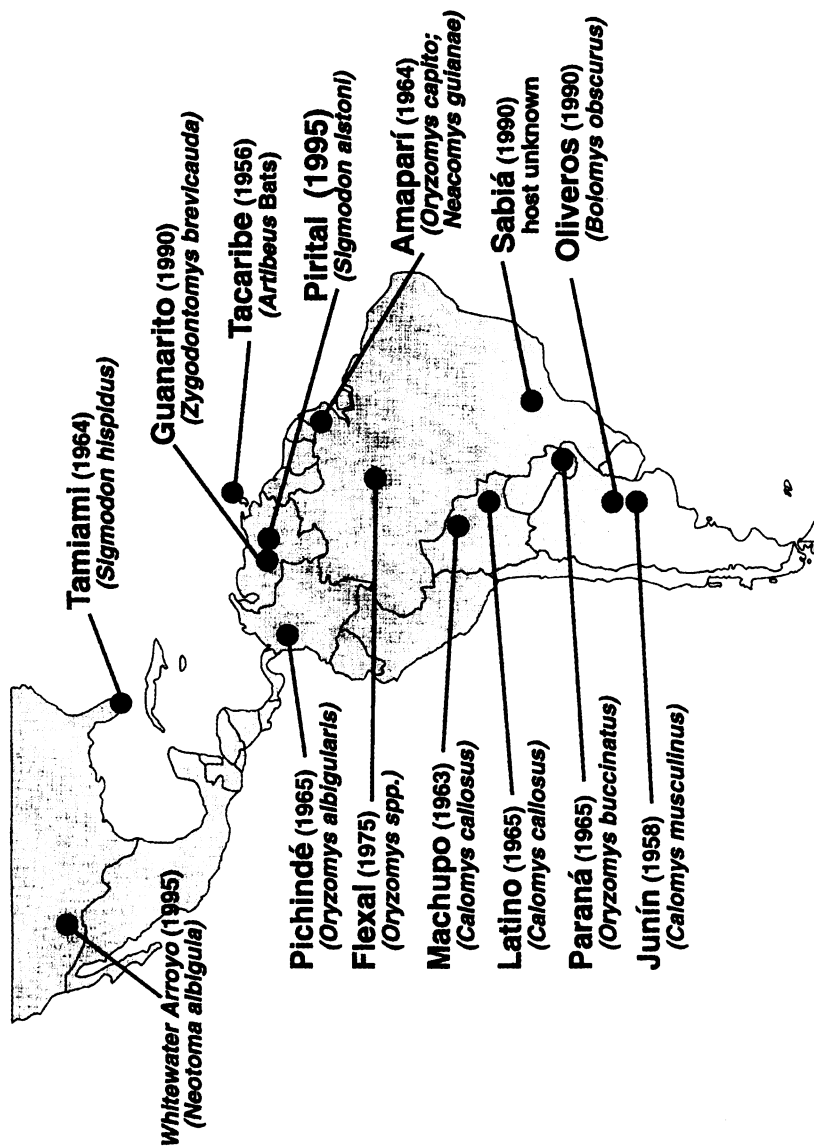 Whitewater Arroyo (1995)
(Neotoma albigula)
Tamiami (1964)
(Sigmodon hispidus)
Guanarito (1990)
(Zygodontomys brevicauda)
Tacaribe (1956)
(Artibeus Bats)
Pirital (1995)
(Sigmodon alstoni)
Amaparí (1964)
(Oryzomys capito;
Neacomys guianae)
Sabiá (1990)
host unknown
Oliveros (1990)
(Bolomys obscurus)
Pichindé (1965)
(Oryzomys albigularis)
Flexal (1975)
(Oryzomys spp.)
Machupo (1963)
(Calomys callosus)
Latino (1965)
(Calomys callosus)
Paraná (1965)
(Oryzomys buccinatus)
Junín (1958)
(Calomys musculinus)